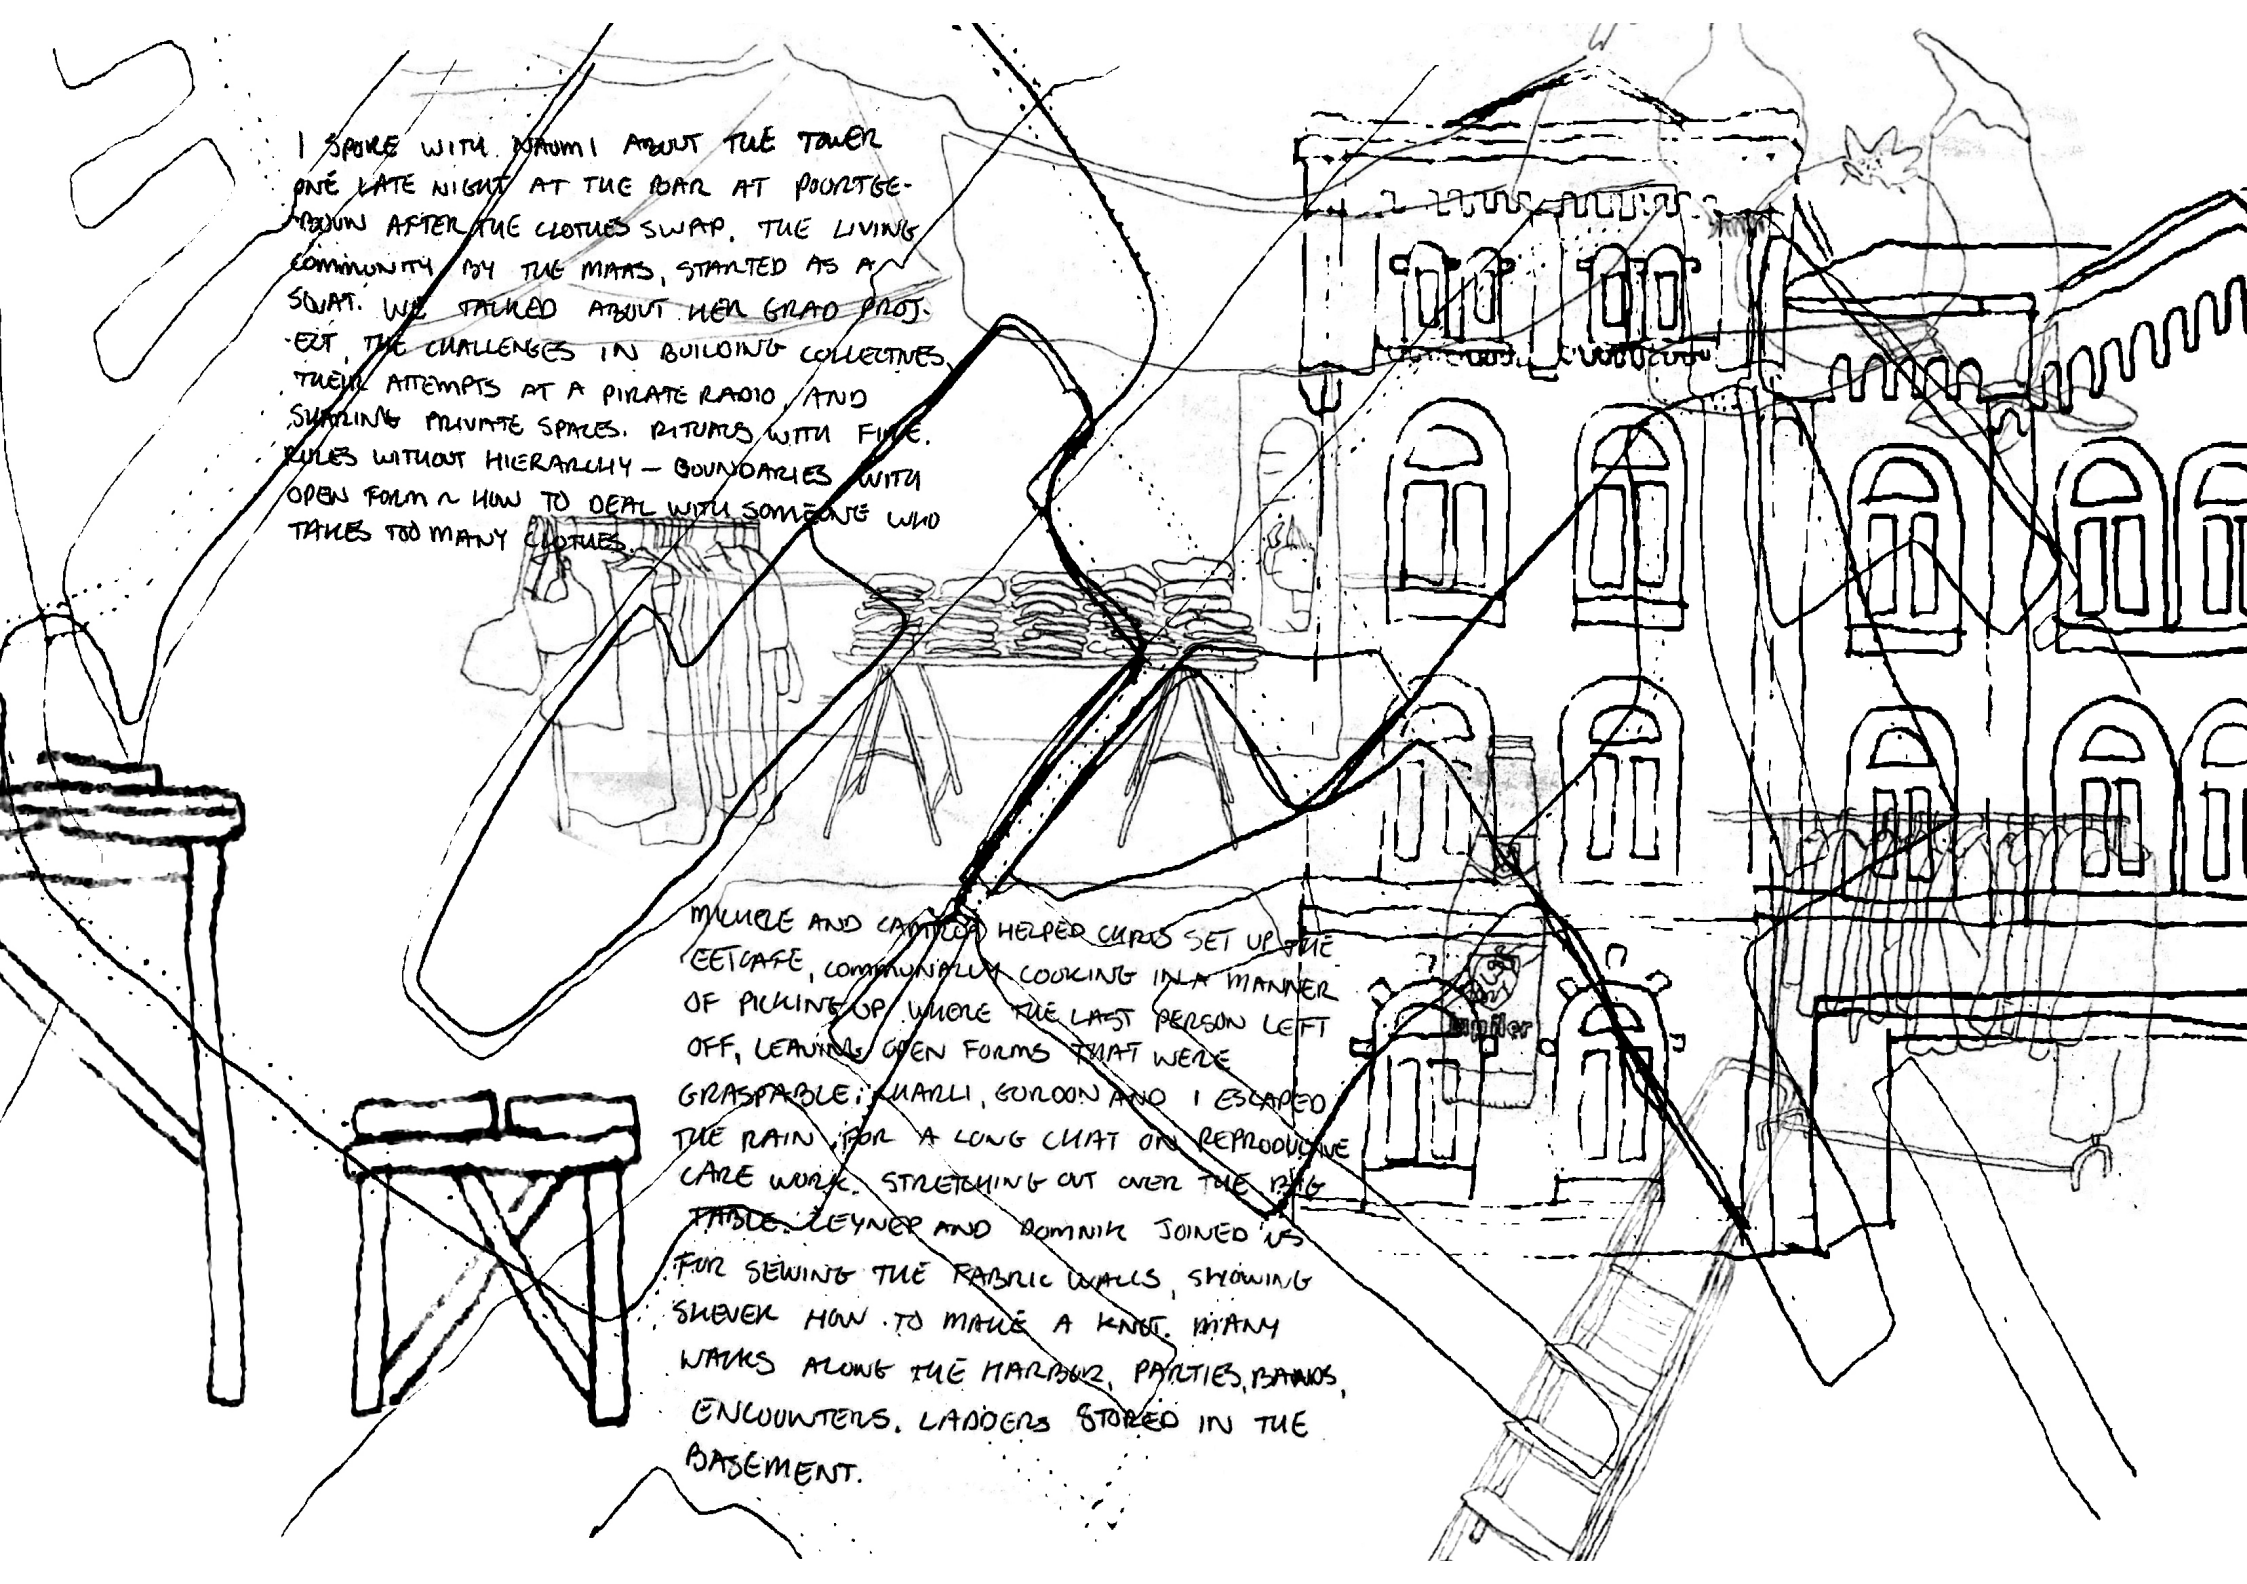 I SPOKE WITH NAOMI ABOUT THE TOWER
ONE LATE NIGHT AT THE BAR AT POORTGE-
BOUW AFTER THE CLOTHES SWAP. THE LIVING
COMMUNITY BY THE MAAS, STARTED AS A
SQUAT. WE TALKED ABOUT HER GRAD PROJ-
ECT, THE CHALLENGES IN BUILDING COLLECTIVES,
THEIR ATTEMPTS AT A PIRATE RADIO, AND
SHARING PRIVATE SPACES. RITUALS WITH FIRE.
RULES WITHOUT HIERARCHY — BOUNDARIES WITH
OPEN FORM ~ HOW TO DEAL WITH SOMEONE WHO
TAKES TOO MANY CLOTHES.
AND HELPED CHRIS SET UP THE
EETCAFE, COMMUNALLY COOKING IN A MANNER
OF PICKING UP WHERE THE LAST PERSON LEFT
OFF, LEAVING OPEN FORMS THAT WERE
GRASPABLE; CHARLI, GORDON AND I ESCAPED
THE RAIN FOR A LONG CHAT ON REPRODUCTIVE
CARE WORK. STRETCHING OUT OVER THE BIG
TABLE. ZEYNEP AND DOMNIK JOINED US
FOR SEWING THE FABRIC WALLS, SHOWING
HOW TO MAKE A KNOT. MANY
WALKS ALONG THE HARBOR, PARTIES, BANDS,
ENCOUNTERS. LADDERS STORED IN THE
BASEMENT.
Jupiler